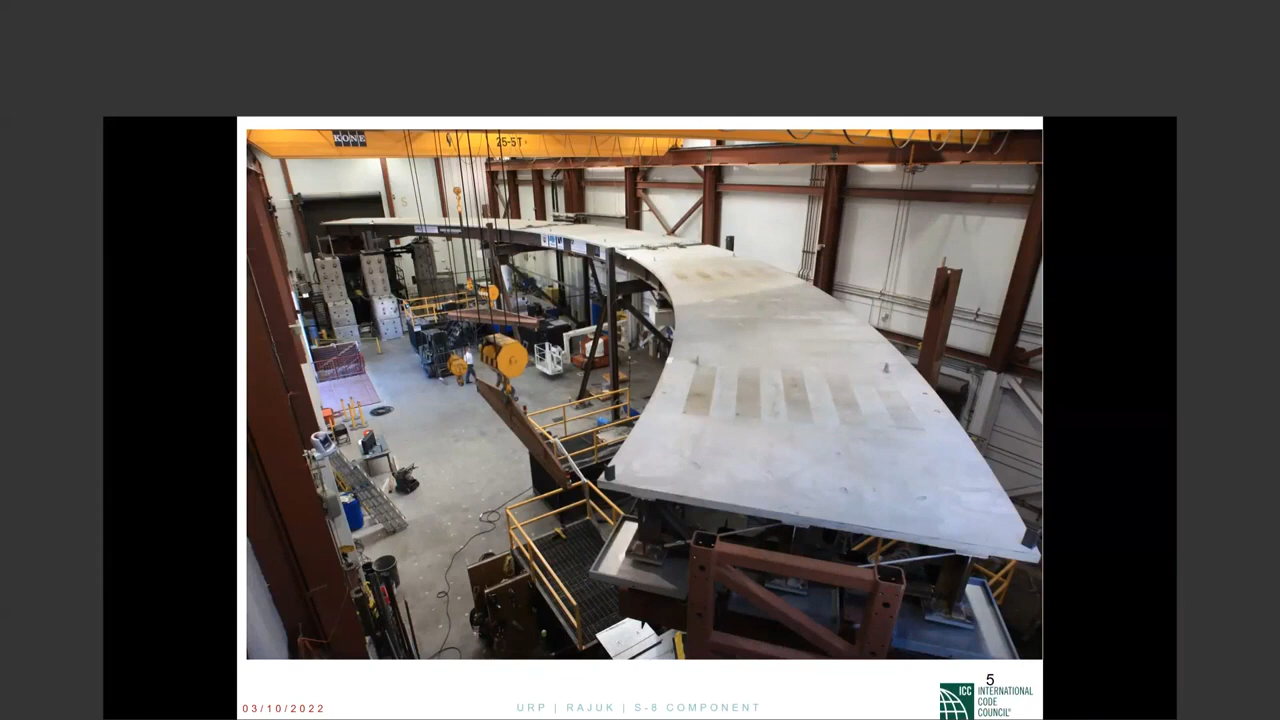 KONE
25-5T
S
5
ICC
INTERNATIONAL
CODE
COUNCIL®
03/10/2022
URP | RAJUK | S-8 COMPONENT